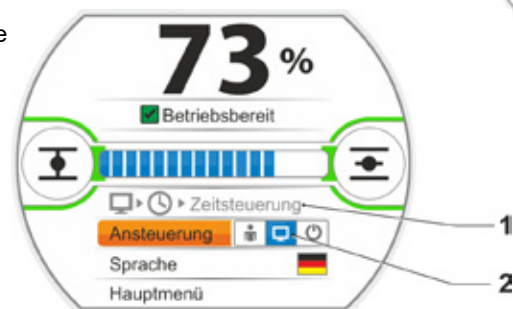 e
73%
Betriebsbereit
Zeitsteuerung
1
Ansteuerung
2
Sprache
Hauptmenü